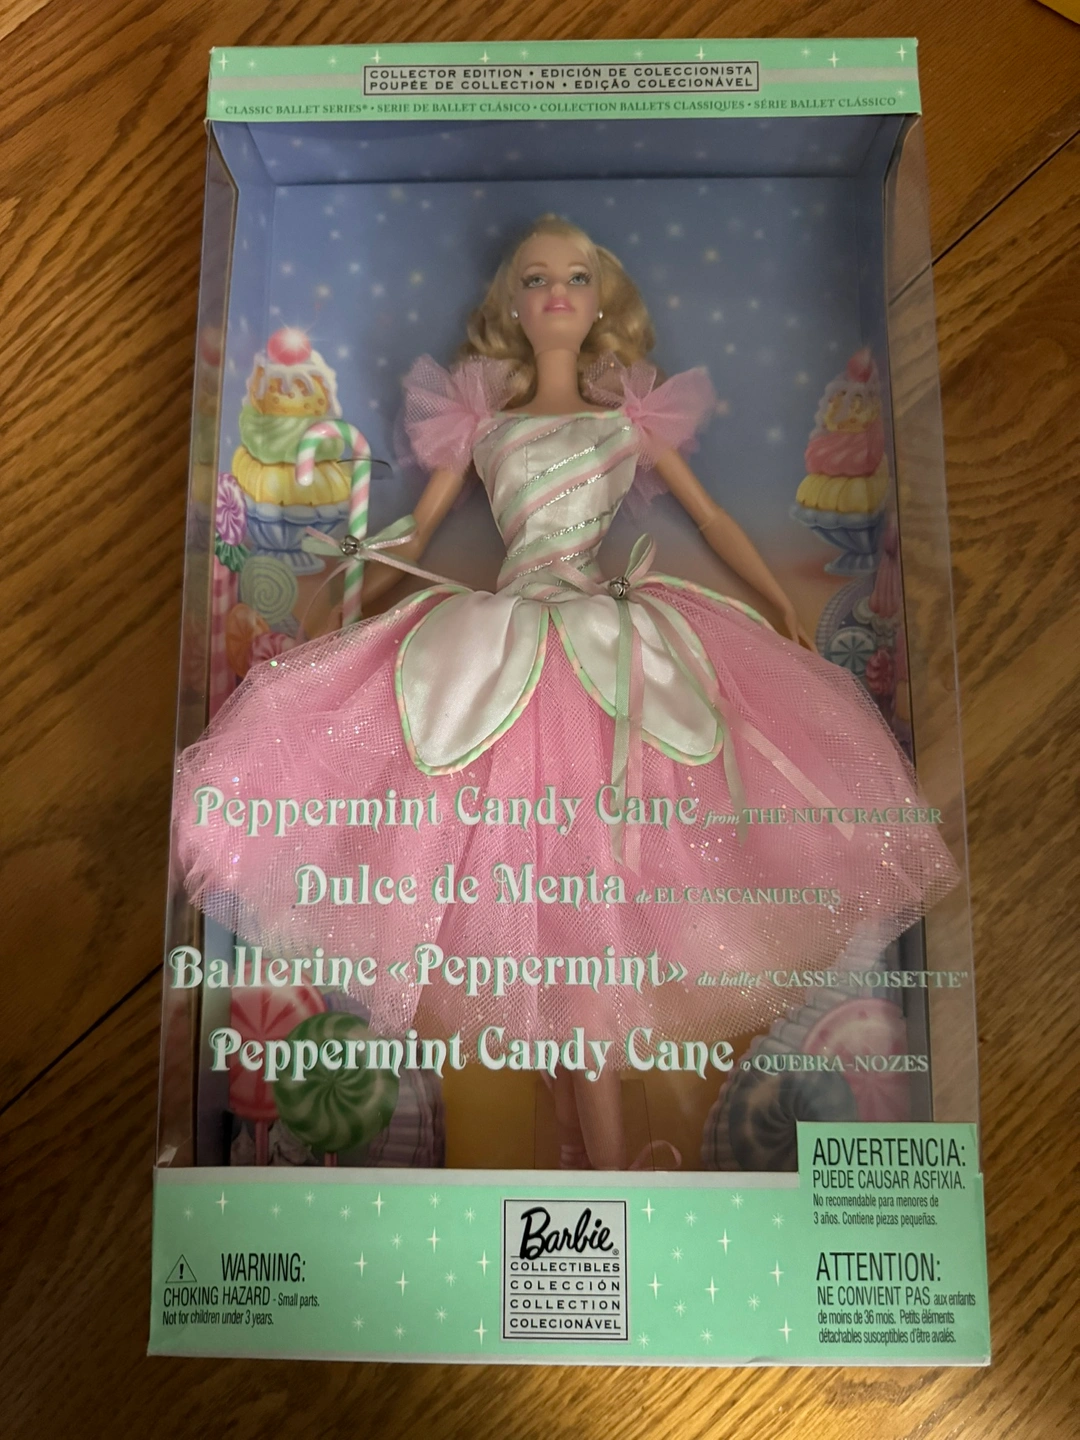 COLLECTOR EDITION • EDICIÓN DE COLECCIONISTA
POUPÉE DE COLLECTION • EDIÇÃO COLECIONÁVEL
CLASSIC BALLET SERIES® • SERIE DE BALLET CLÁSICO • COLLECTION BALLETS CLASSIQUES • SÉRIE BALLET CLÁSSICO
Peppermint Candy Cane from THE NUTCRACKER
Dulce de Menta de EL CASCANUECES
Ballerine «Peppermint» du ballet "CASSE-NOISETTE"
Peppermint Candy Cane o QUEBRA-NOZES
WARNING:
CHOKING HAZARD - Small parts.
Not for children under 3 years.
Barbie®
COLLECTIBLES
COLECCIÓN
COLLECTION
COLECIONÁVEL
ADVERTENCIA:
PUEDE CAUSAR ASFIXIA.
No recomendable para menores de
3 años. Contiene piezas pequeñas.
ATTENTION:
NE CONVIENT PAS aux enfants
de moins de 36 mois. Petits éléments
détachables susceptibles d'être avalés.